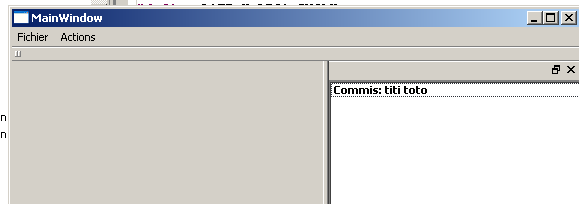 MainWindow
Fichier Actions
Commis: titi toto
n
n